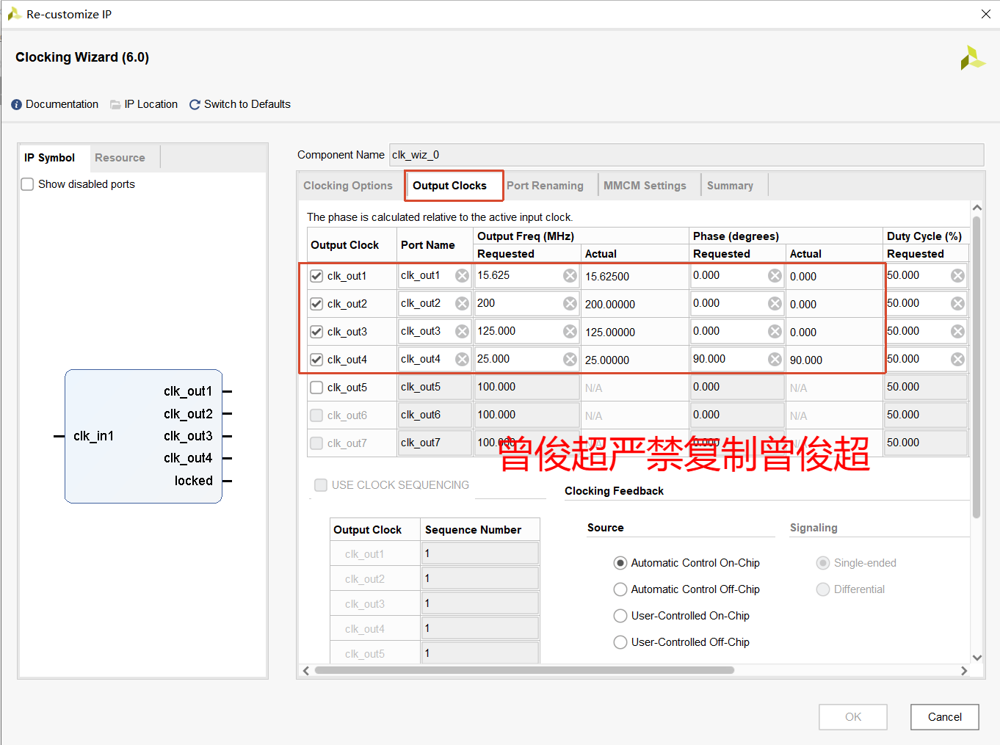 Re-customize IP
Clocking Wizard (6.0)
Documentation IP Location Switch to Defaults
IP Symbol Resource
Show disabled ports
clk_in1
clk_out1
clk_out2
clk_out3
clk_out4
locked
Component Name clk_wiz_0
Clocking Options Output Clocks Port Renaming MMCM Settings Summary
The phase is calculated relative to the active input clock.
Output Clock Port Name Output Freq (MHz) Phase (degrees) Duty Cycle (%)
Requested Actual Requested Actual Requested
clk_out1 clk_out1 15.625 15.62500 0.000 0.000 50.000
clk_out2 clk_out2 200 200.00000 0.000 0.000 50.000
clk_out3 clk_out3 125.000 125.00000 0.000 0.000 50.000
clk_out4 clk_out4 25.000 25.00000 90.000 90.000 50.000
clk_out5 clk_out5 100.000 N/A 0.000 N/A 50.000
clk_out6 clk_out6 100.000 N/A 0.000 N/A 50.000
clk_out7 clk_out7 100.000 N/A 0.000 N/A 50.000
曾俊超严禁复制曾俊超
USE CLOCK SEQUENCING
Output Clock Sequence Number
clk_out1 1
clk_out2 1
clk_out3 1
clk_out4 1
clk_out5 1
Clocking Feedback
Source Signaling
Automatic Control On-Chip Single-ended
Automatic Control Off-Chip Differential
User-Controlled On-Chip
User-Controlled Off-Chip
OK Cancel